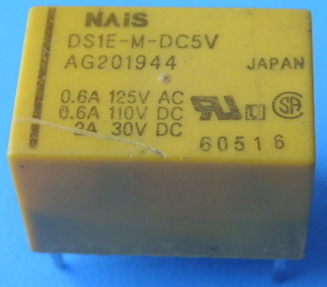 NAIS
DS1E-M-DC5V
AG201944 JAPAN
0.6A 125V AC
0.6A 110V DC
2A 30V DC
60516